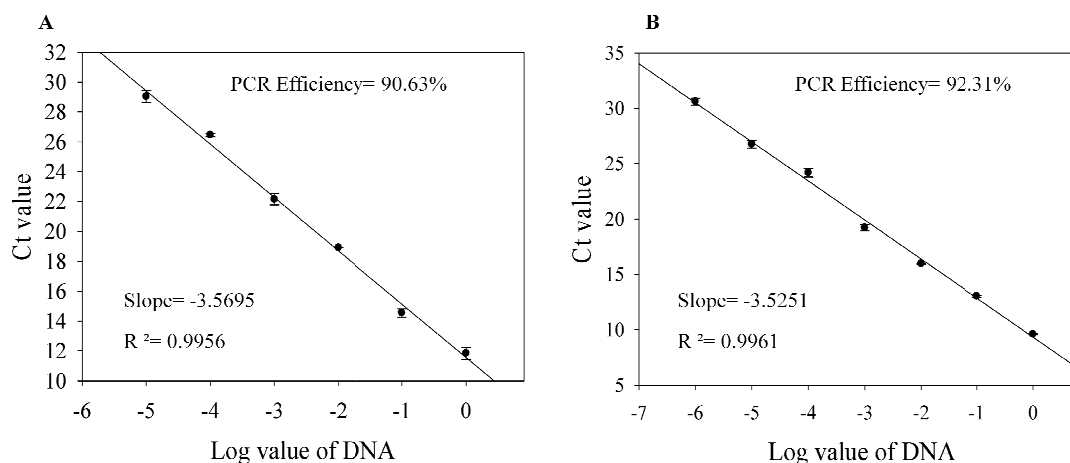 A
32
30
28
26
24
22
20
18
16
14
12
10
Ct value
PCR Efficiency= 90.63%
Slope= -3.5695
R ²= 0.9956
-6 -5 -4 -3 -2 -1 0
Log value of DNA
B
35
30
25
20
15
10
5
Ct value
PCR Efficiency= 92.31%
Slope= -3.5251
R ²= 0.9961
-7 -6 -5 -4 -3 -2 -1 0
Log value of DNA